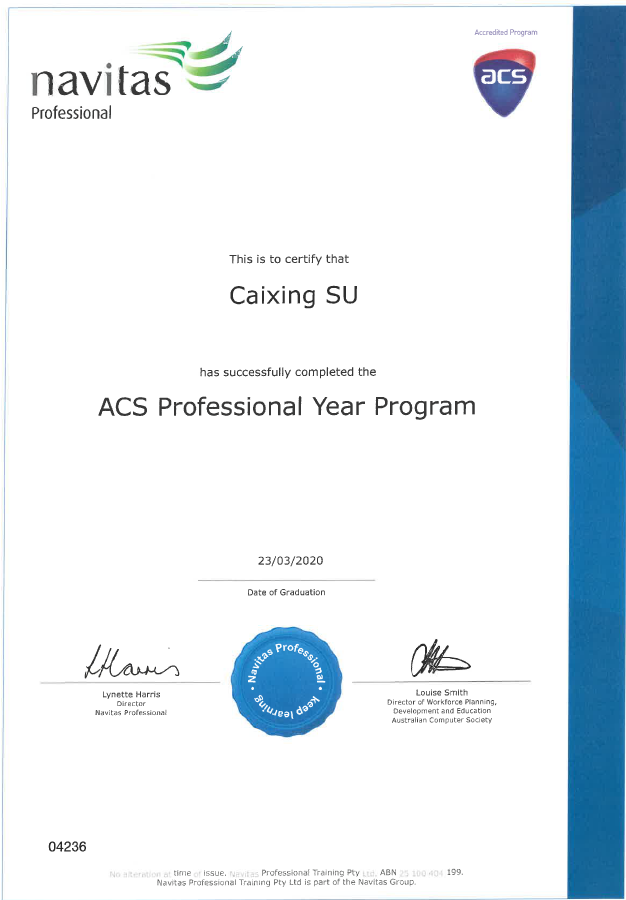 navitas
Professional
Accredited Program
acs
This is to certify that
Caixing SU
has successfully completed the
ACS Professional Year Program
23/03/2020
Date of Graduation
LHarris
Navitas Professional
Keep learning
Lynette Harris
Director
Navitas Professional
Louise Smith
Director of Workforce Planning,
Development and Education
Australian Computer Society
04236
No alteration at time of issue. Navitas Professional Training Pty Ltd. ABN 25 100 404 199.
Navitas Professional Training Pty Ltd is part of the Navitas Group.